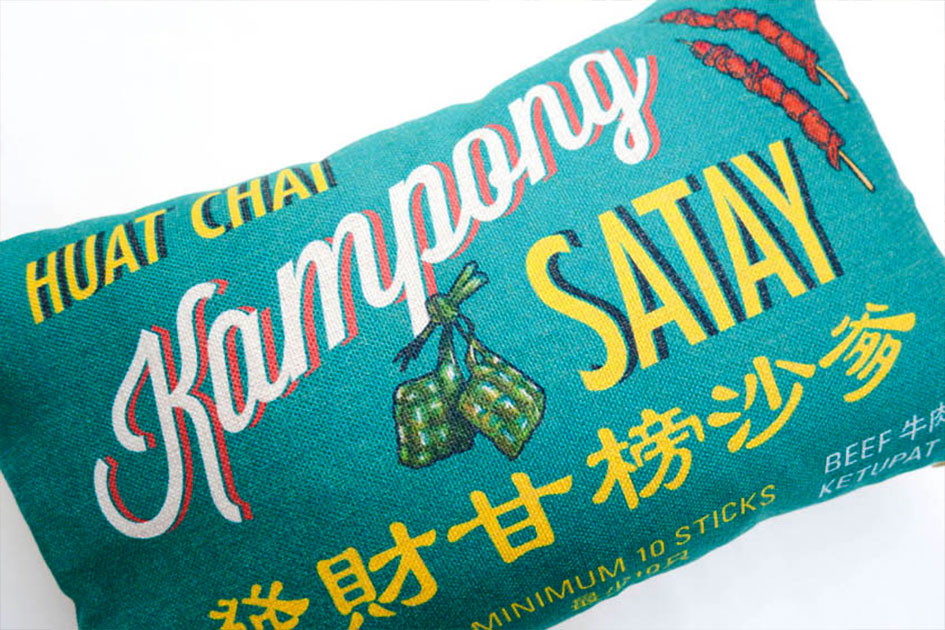 HUAT CHAI
Kampong
SATAY
發財甘榜沙爹
MINIMUM 10 STICKS
BEEF 牛肉
KETUPAT